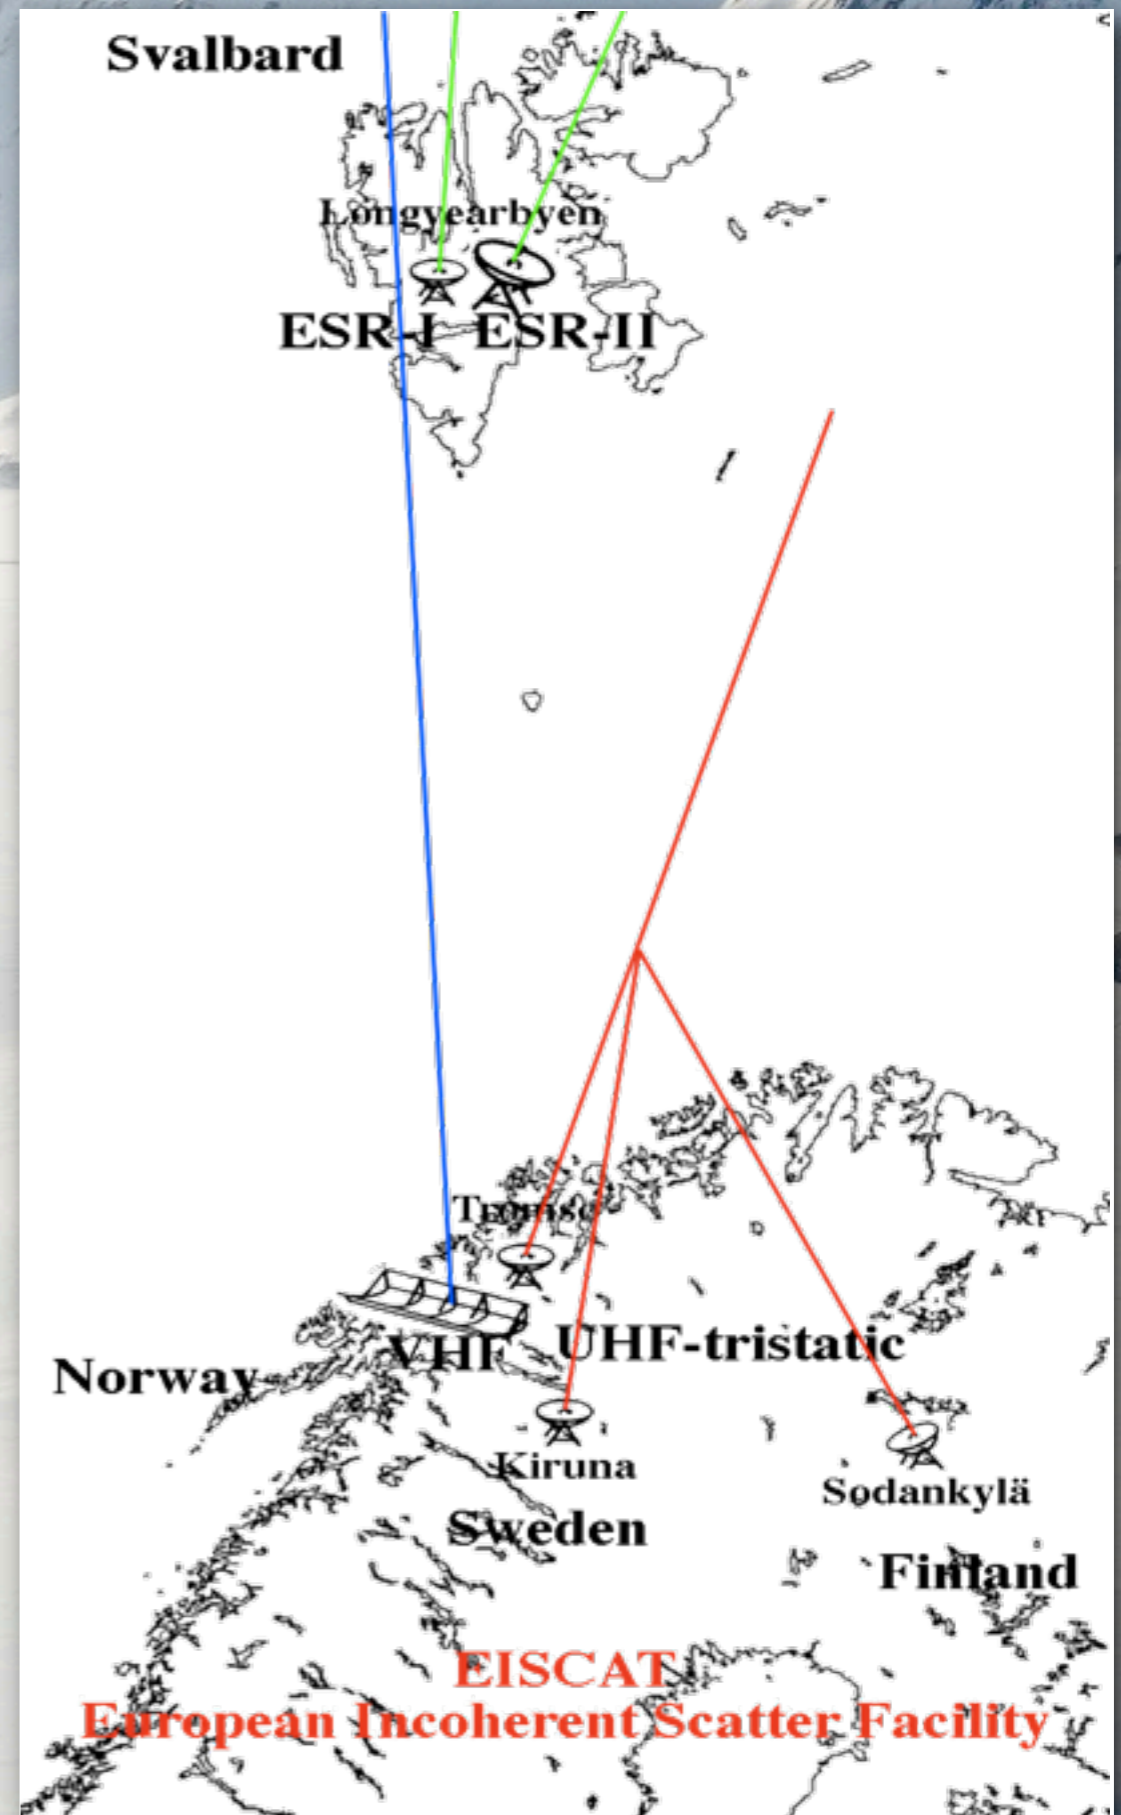 Svalbard
Longyearbyen
ESR-I ESR-II
Tromsø
VHF UHF-tristatic
Norway
Kiruna
Sodankylä
Sweden
Finland
EISCAT
European Incoherent Scatter Facility